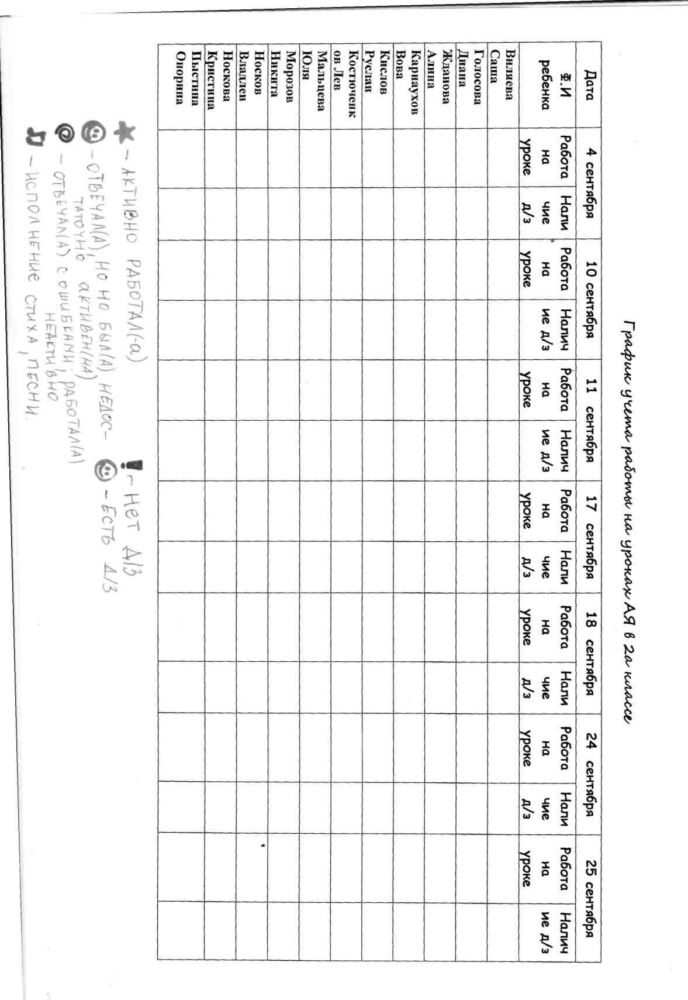 График учета работы на уроках АЯ в 2а классе
Дата 4 сентября 10 сентября 11 сентября 17 сентября 18 сентября 24 сентября 25 сентября
Ф.И Работа Нали Работа Налич Работа Налич Работа Нали Работа Нали Работа Нали Работа Налич
ребенка на чие на ие д/з на ие д/з на чие на чие на чие на ие д/з
уроке д/з уроке уроке уроке д/з уроке д/з уроке д/з уроке
Виляева
Саша
Голосова
Диана
Жданова
Алина
Карнаухов
Вова
Кислов
Руслан
Костюченк
ов Лев
Мальцева
Юля
Морозов
Никита
Носков
Владлен
Носкова
Кристина
Пыстина
Онорина
– АКТИВНО РАБОТАЛ(-а)
– ОТВЕЧАЛ(А), НО НО БЫЛ(А) НЕДОС-
ТАТОЧНО АКТИВЕН(НА)
– ОТВЕЧАЛ(А) С ОШИБКАМИ, РАБОТАЛ(А)
НЕАКТИВНО
– ИСПОЛНЕНИЕ СТИХА, ПЕСНИ.
! – Нет Д/З
– ЕСТЬ Д/З